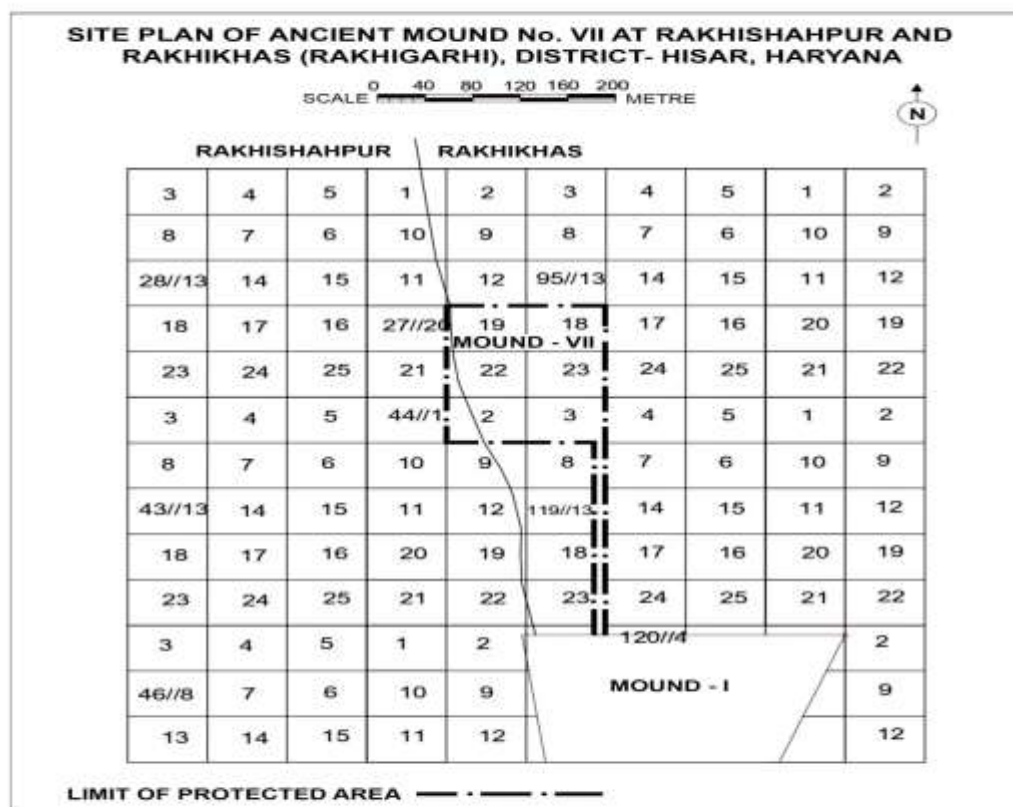 SITE PLAN OF ANCIENT MOUND No. VII AT RAKHISHAHPUR AND
RAKHIKHAS (RAKHIGARHI), DISTRICT- HISAR, HARYANA
0 40 80 120 160 200
SCALE METRE
N
RAKHISHAHPUR RAKHIKHAS
3 4 5 1 2 3 4 5 1 2
8 7 6 10 9 8 7 6 10 9
28//13 14 15 11 12 95//13 14 15 11 12
18 17 16 27//20 19 18 17 16 20 19
MOUND - VII
23 24 25 21 22 23 24 25 21 22
3 4 5 44//1 2 3 4 5 1 2
8 7 6 10 9 8 7 6 10 9
43//13 14 15 11 12 119//13 14 15 11 12
18 17 16 20 19 18 17 16 20 19
23 24 25 21 22 23 24 25 21 22
3 4 5 1 2 120//4 2
46//8 7 6 10 9 MOUND - I 9
13 14 15 11 12 12
LIMIT OF PROTECTED AREA